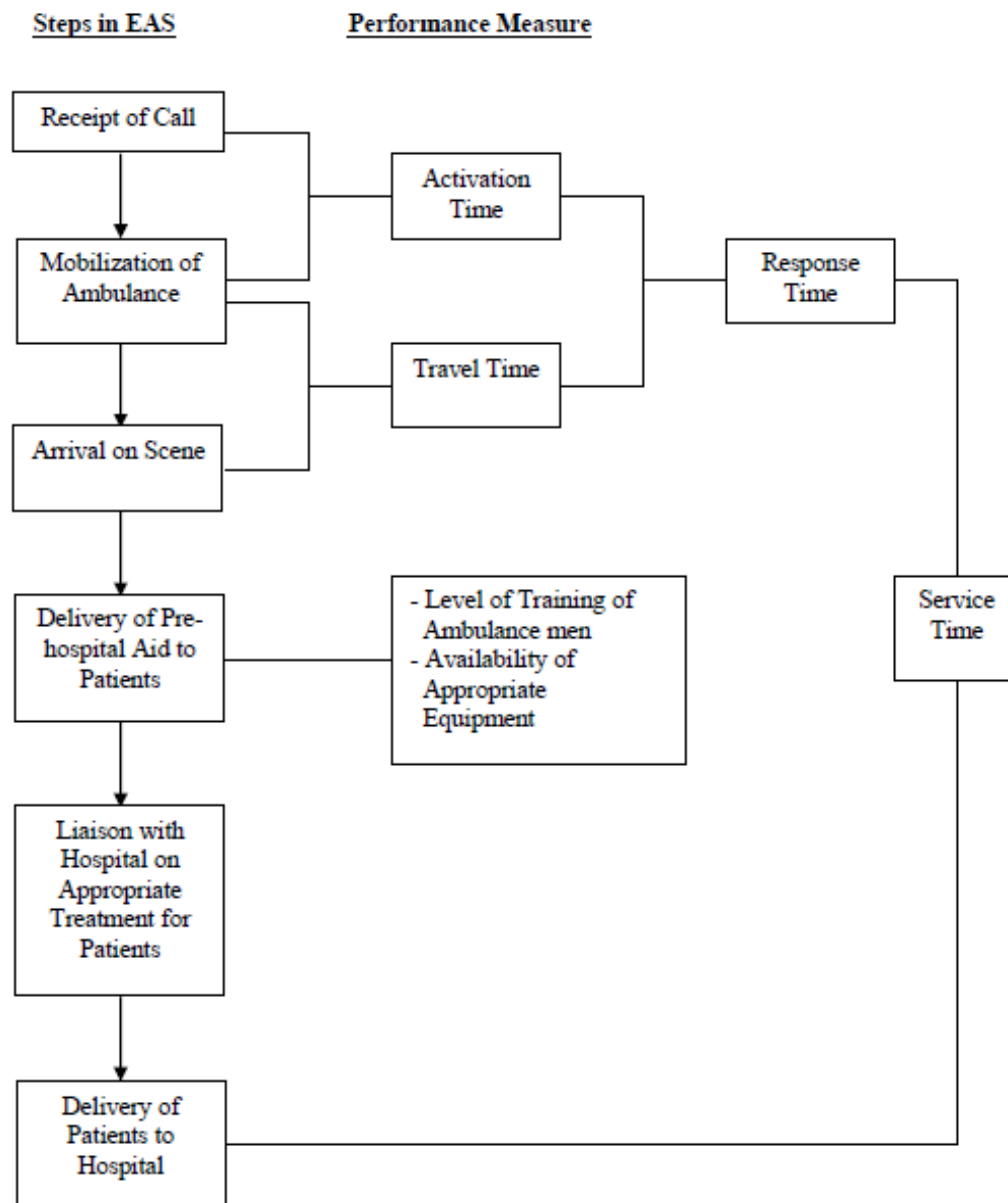 Steps in EAS
Performance Measure
Receipt of Call
Activation
Time
Mobilization of
Ambulance
Response
Time
Travel Time
Arrival on Scene
Delivery of Pre-
hospital Aid to
Patients
- Level of Training of
Ambulance men
- Availability of
Appropriate
Equipment
Service
Time
Liaison with
Hospital on
Appropriate
Treatment for
Patients
Delivery of
Patients to
Hospital